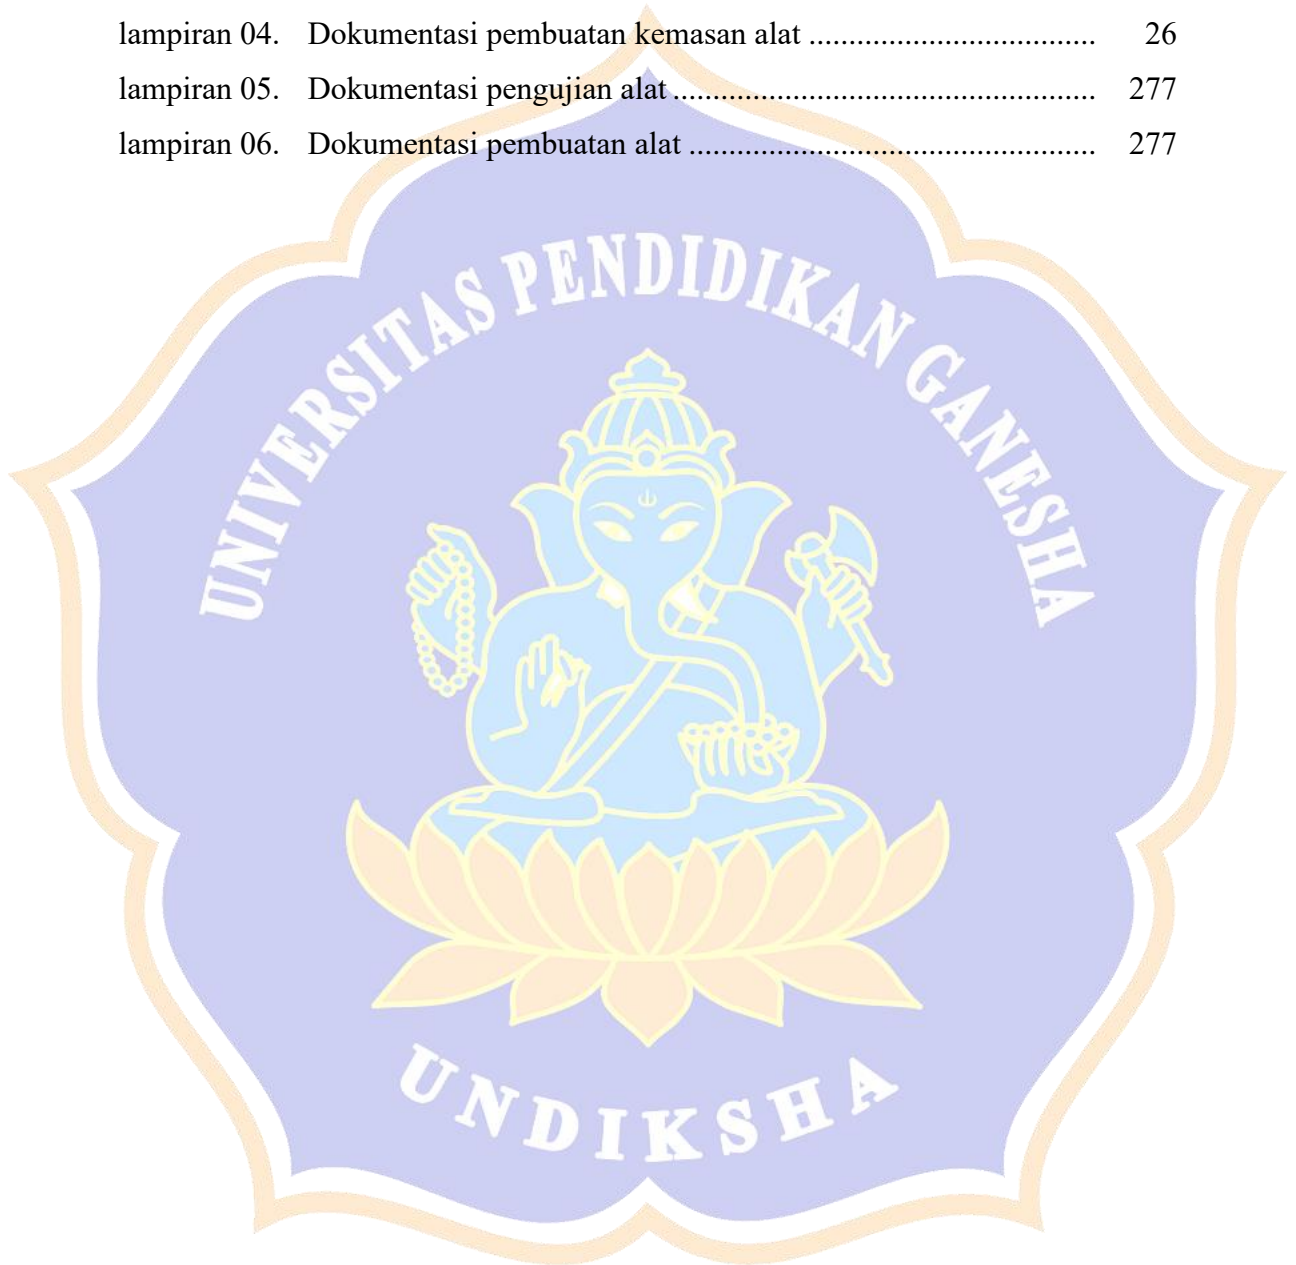 lampiran 04. Dokumentasi pembuatan kemasan alat ................................... 26
lampiran 05. Dokumentasi pengujian alat .................................................... 277
lampiran 06. Dokumentasi pembuatan alat .................................................. 277
UNIVERSITAS PENDIDIKAN GANESHA
UNDIKSHA